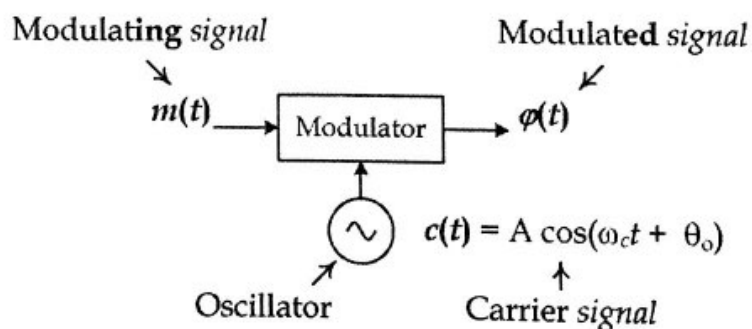 Modulating signal
Modulated signal
m(t)
Modulator
φ(t)
c(t) = A cos(ω_c t + θ_o)
Oscillator
Carrier signal